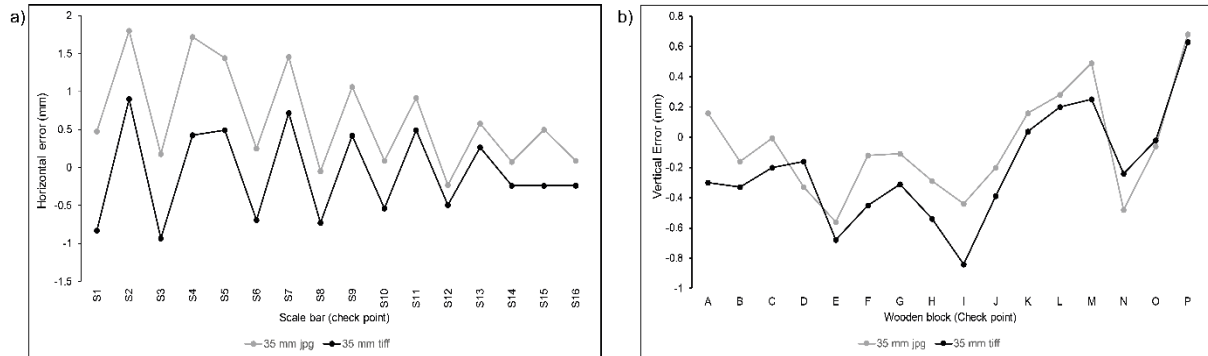 a)
Horizontal error (mm)
2
1.5
1
0.5
0
-0.5
-1
-1.5
S1 S2 S3 S4 S5 S6 S7 S8 S9 S10 S11 S12 S13 S14 S15 S16
Scale bar (check point)
35 mm jpg 35 mm tiff
b)
Vertical Error (mm)
0.8
0.6
0.4
0.2
0
-0.2
-0.4
-0.6
-0.8
-1
A B C D E F G H I J K L M N O P
Wooden block (Check point)
35 mm jpg 35 mm tiff